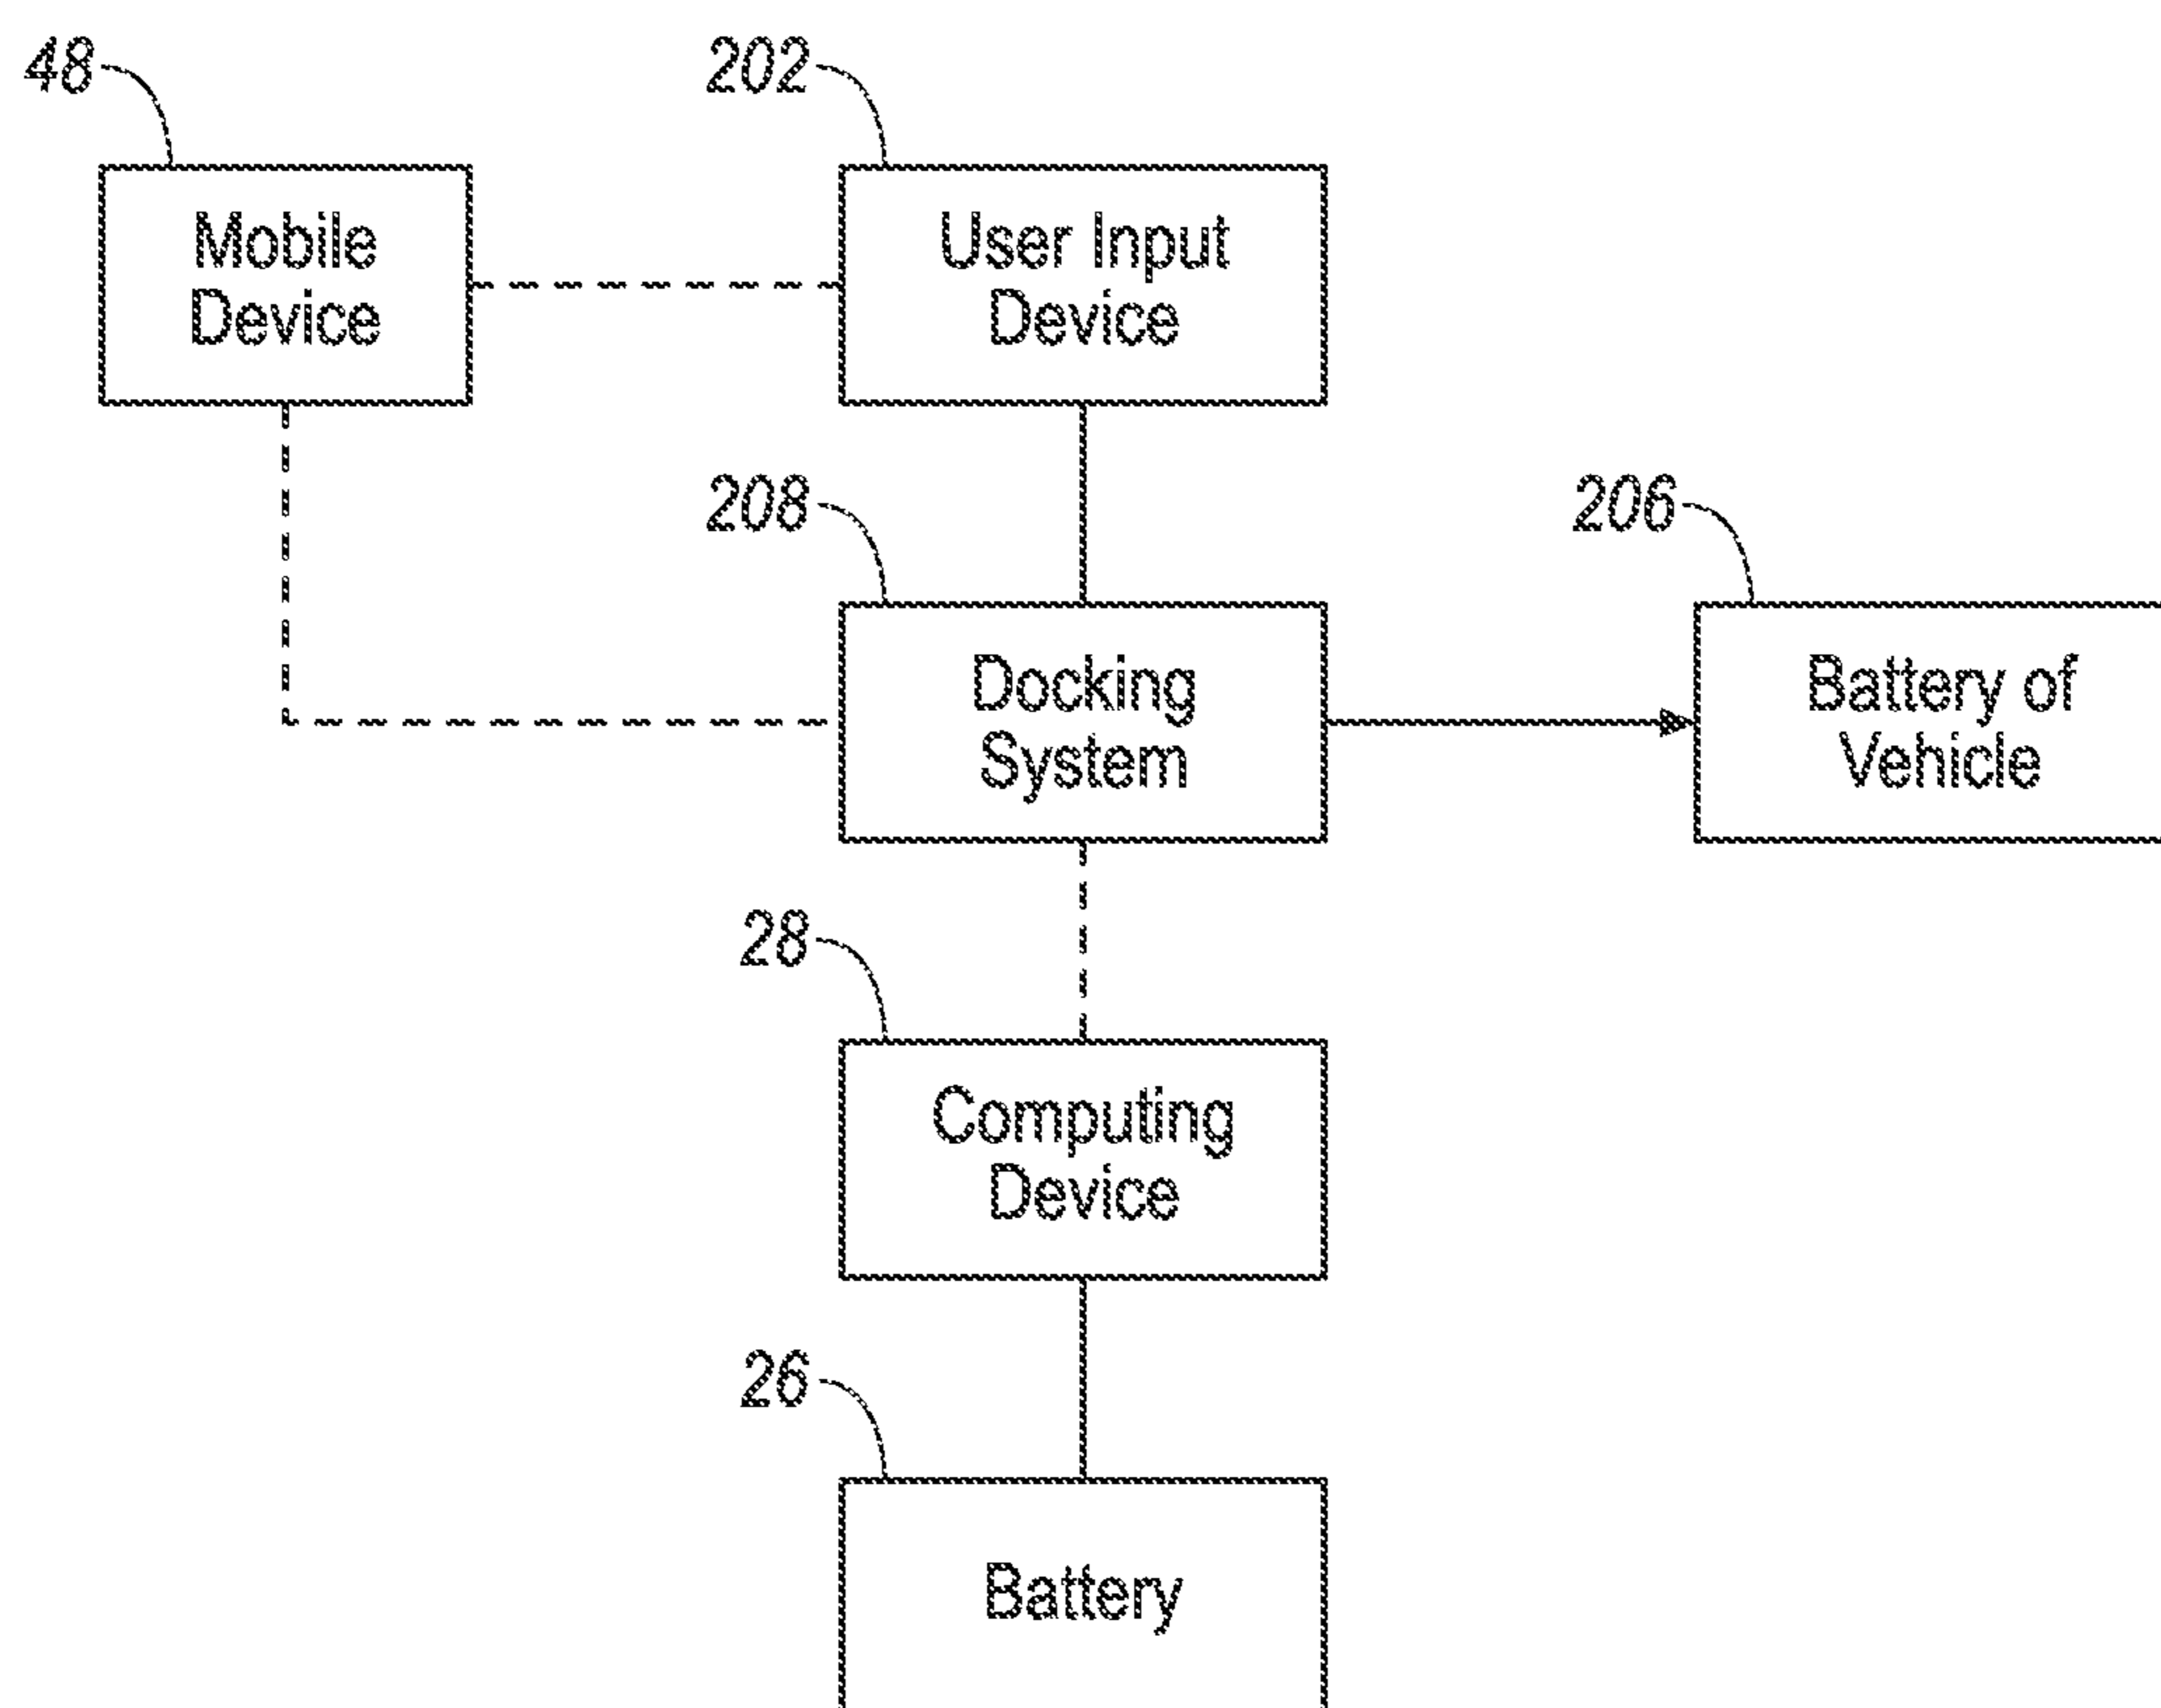 48
202
Mobile
Device
User Input
Device
208
206
Docking
System
Battery of
Vehicle
28
Computing
Device
26
Battery